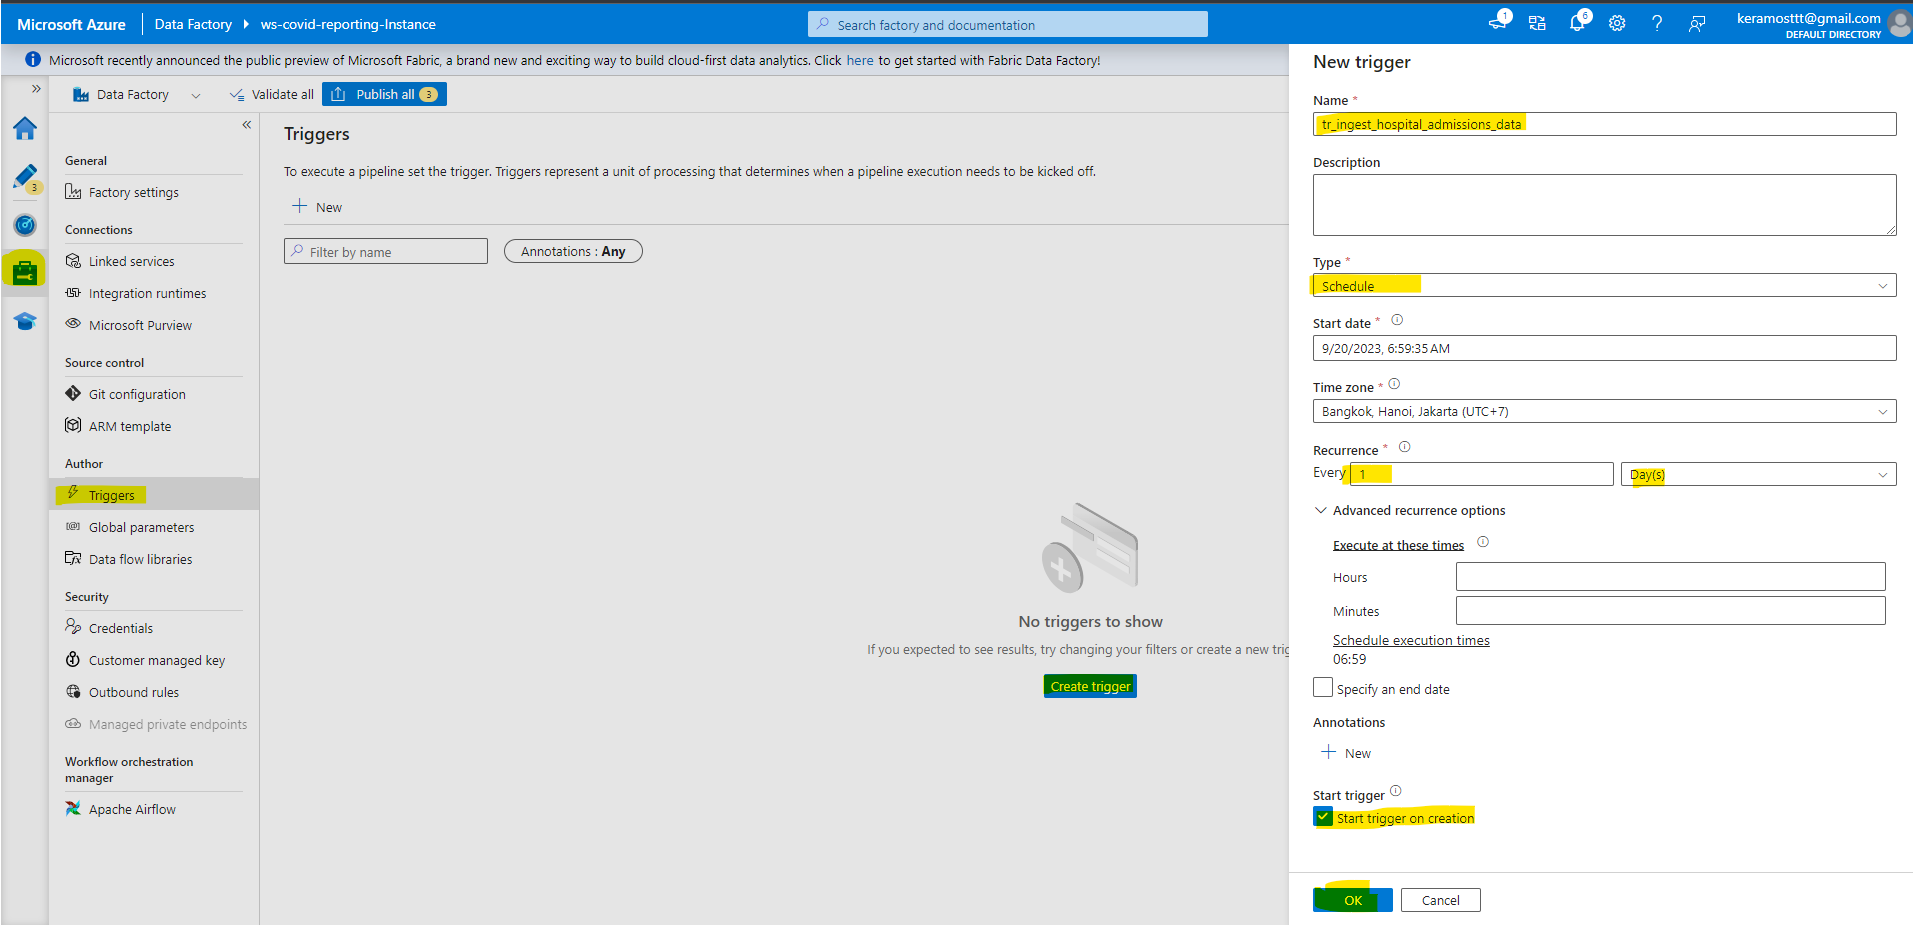 Microsoft Azure
Data Factory
ws-covid-reporting-Instance
Search factory and documentation
1
6
keramosttt@gmail.com
DEFAULT DIRECTORY
Microsoft recently announced the public preview of Microsoft Fabric, a brand new and exciting way to build cloud-first data analytics. Click here to get started with Fabric Data Factory!
Data Factory
Validate all
Publish all 3
3
General
Factory settings
Connections
Linked services
Integration runtimes
Microsoft Purview
Source control
Git configuration
ARM template
Author
Triggers
Global parameters
Data flow libraries
Security
Credentials
Customer managed key
Outbound rules
Managed private endpoints
Workflow orchestration
manager
Apache Airflow
Triggers
To execute a pipeline set the trigger. Triggers represent a unit of processing that determines when a pipeline execution needs to be kicked off.
New
Filter by name
Annotations : Any
No triggers to show
If you expected to see results, try changing your filters or create a new trig
Create trigger
New trigger
Name *
tr_ingest_hospital_admissions_data
Description
Type *
Schedule
Start date *
9/20/2023, 6:59:35 AM
Time zone *
Bangkok, Hanoi, Jakarta (UTC+7)
Recurrence *
Every 1 Day(s)
Advanced recurrence options
Execute at these times
Hours
Minutes
Schedule execution times
06:59
Specify an end date
Annotations
New
Start trigger
Start trigger on creation
OK
Cancel